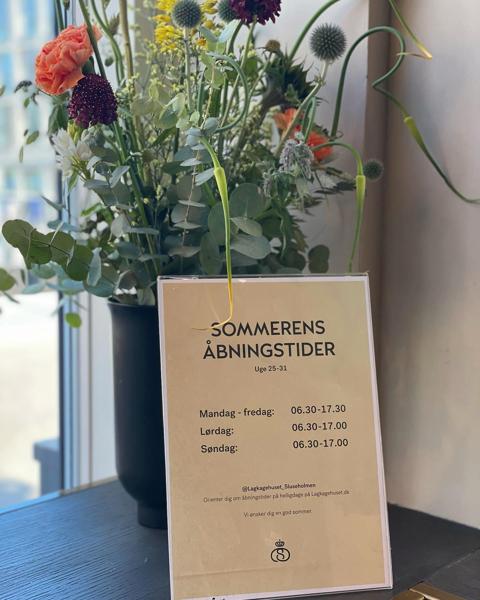 SOMMERENS
ÅBNINGSTIDER
Uge 25-31
Mandag - fredag: 06.30-17.30
Lørdag: 06.30-17.00
Søndag: 06.30-17.00
@Lagkagehuset_Sluseholmen
Orienter dig om åbningstider på helligdage på Lagkagehuset.dk
Vi ønsker dig en god sommer
S